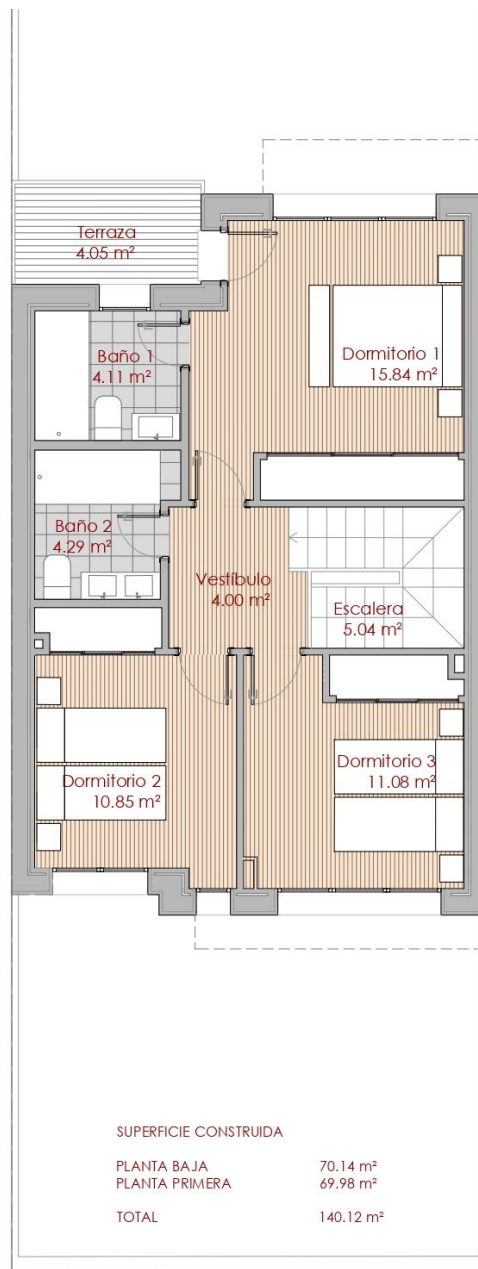 Terraza
4.05 m²
Baño 1
4.11 m²
Dormitorio 1
15.84 m²
Baño 2
4.29 m²
Vestíbulo
4.00 m²
Escalera
5.04 m²
Dormitorio 2
10.85 m²
Dormitorio 3
11.08 m²
SUPERFICIE CONSTRUIDA
PLANTA BAJA 70.14 m²
PLANTA PRIMERA 69.98 m²
TOTAL 140.12 m²